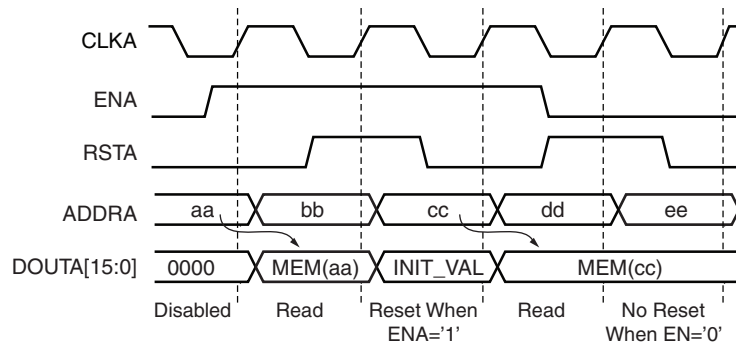 CLKA
ENA
RSTA
ADDRA aa bb cc dd ee
DOUTA[15:0] 0000 MEM(aa) INIT_VAL MEM(cc)
Disabled Read Reset When Read No Reset
ENA='1' When EN='0'